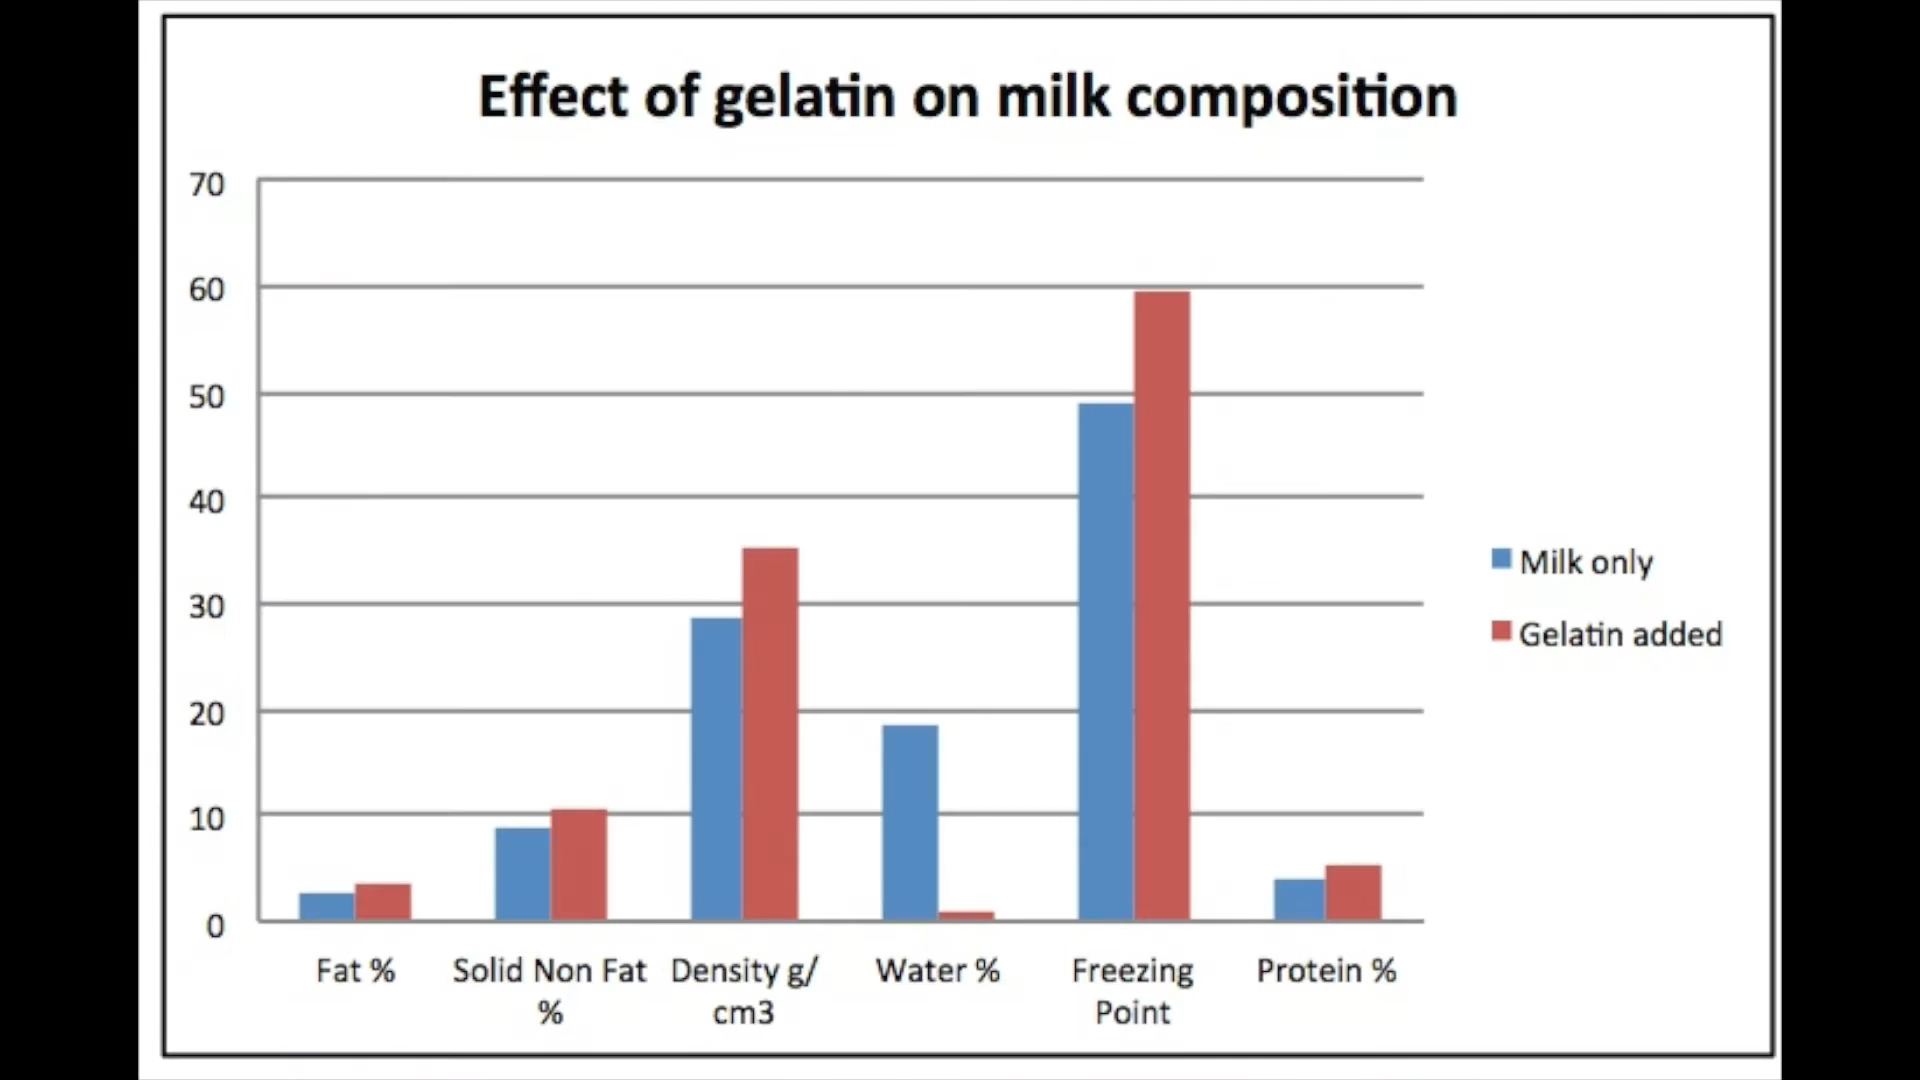 Effect of gelatin on milk composition
70
60
50
40
30
20
10
0
Milk only
Gelatin added
Fat %
Solid Non Fat
%
Density g/
cm3
Water %
Freezing
Point
Protein %